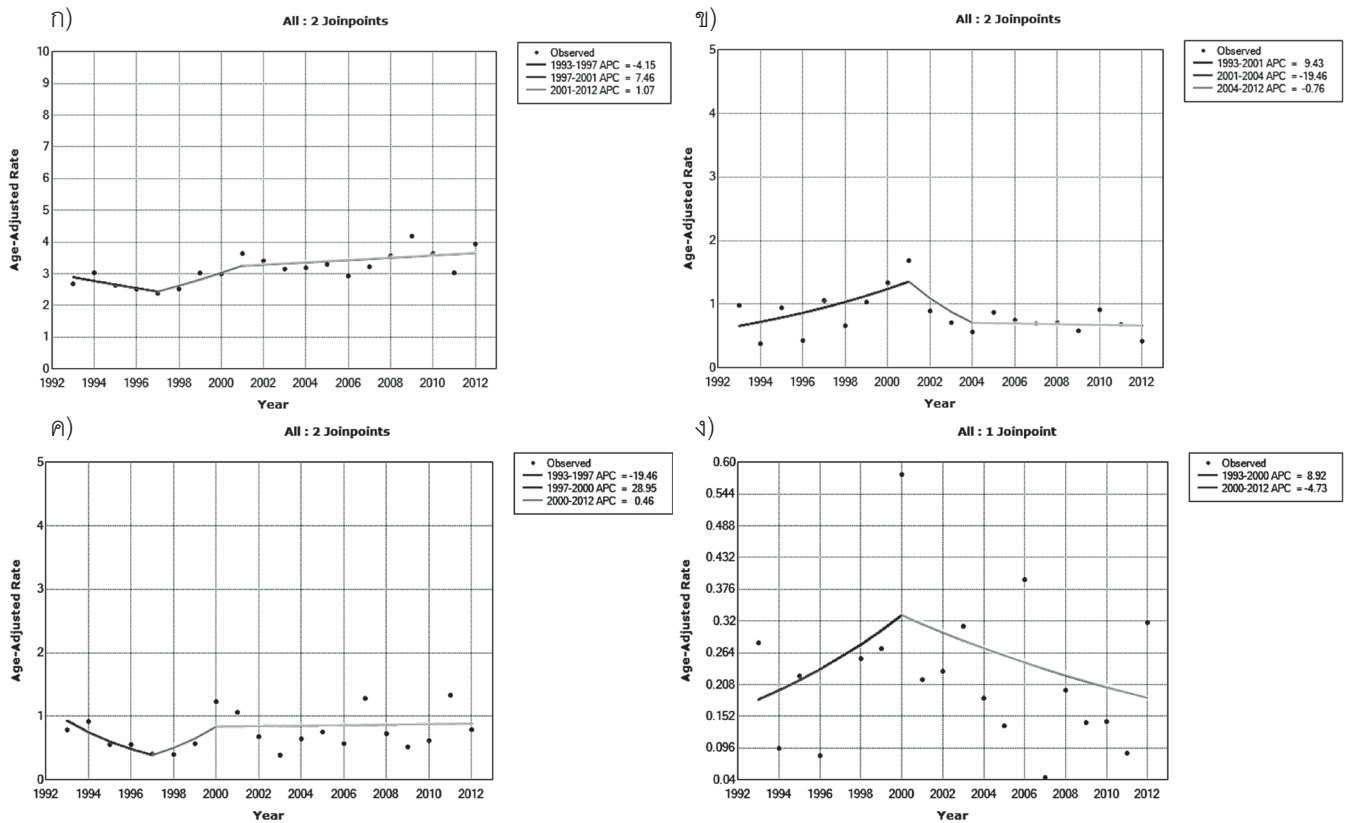 ก)
All : 2 Joinpoints
Observed
1993-1997 APC = -4.15
1997-2001 APC = 7.46
2001-2012 APC = 1.07
Age-Adjusted Rate
10
9
8
7
6
5
4
3
2
1
0
1992 1994 1996 1998 2000 2002 2004 2006 2008 2010 2012
Year
ข)
All : 2 Joinpoints
Observed
1993-2001 APC = 9.43
2001-2004 APC = -19.46
2004-2012 APC = -0.76
Age-Adjusted Rate
5
4
3
2
1
0
1992 1994 1996 1998 2000 2002 2004 2006 2008 2010 2012
Year
ค)
All : 2 Joinpoints
Observed
1993-1997 APC = -19.46
1997-2000 APC = 28.95
2000-2012 APC = 0.46
Age-Adjusted Rate
5
4
3
2
1
0
1992 1994 1996 1998 2000 2002 2004 2006 2008 2010 2012
Year
ง)
All : 1 Joinpoint
Observed
1993-2000 APC = 8.92
2000-2012 APC = -4.73
Age-Adjusted Rate
0.60
0.544
0.488
0.432
0.376
0.32
0.264
0.208
0.152
0.096
0.04
1992 1994 1996 1998 2000 2002 2004 2006 2008 2010 2012
Year